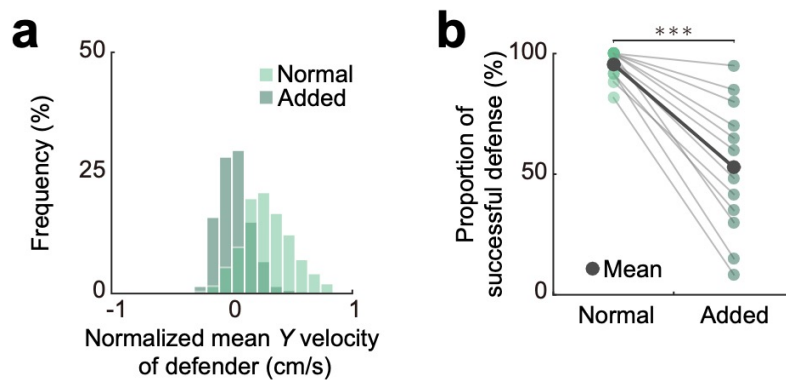 a
50
25
0
Frequency (%)
Normal
Added
-1
0
1
Normalized mean Y velocity
of defender (cm/s)
b
***
100
50
0
Proportion of
successful defense (%)
Mean
Normal
Added